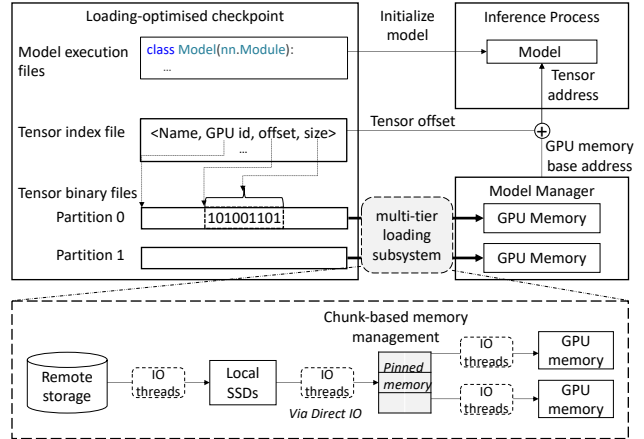 Loading-optimised checkpoint
Initialize
model
Inference Process
Model execution
files
class Model(nn.Module):
…
Model
Tensor
address
Tensor index file
<Name, GPU id, offset, size>
…
Tensor offset
GPU memory
base address
Tensor binary files
Partition 0
101001101
Partition 1
multi-tier
loading
subsystem
Model Manager
GPU Memory
GPU Memory
Chunk-based memory
management
Remote
storage
IO
threads
Local
SSDs
IO
threads
Via Direct IO
Pinned
memory
IO
threads
GPU
memory
IO
threads
GPU
memory